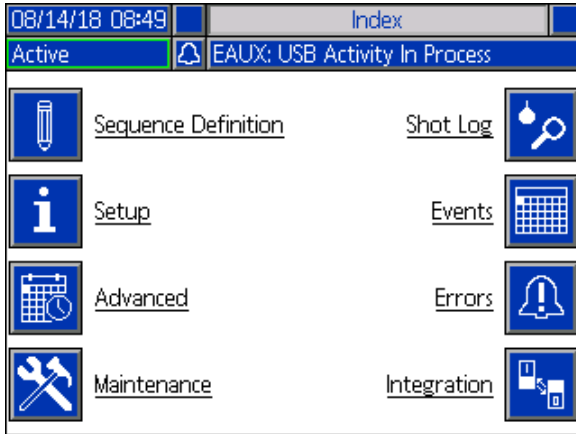 08/14/18 08:49 Index
Active EAUX: USB Activity In Process
Sequence Definition Shot Log
Setup Events
Advanced Errors
Maintenance Integration